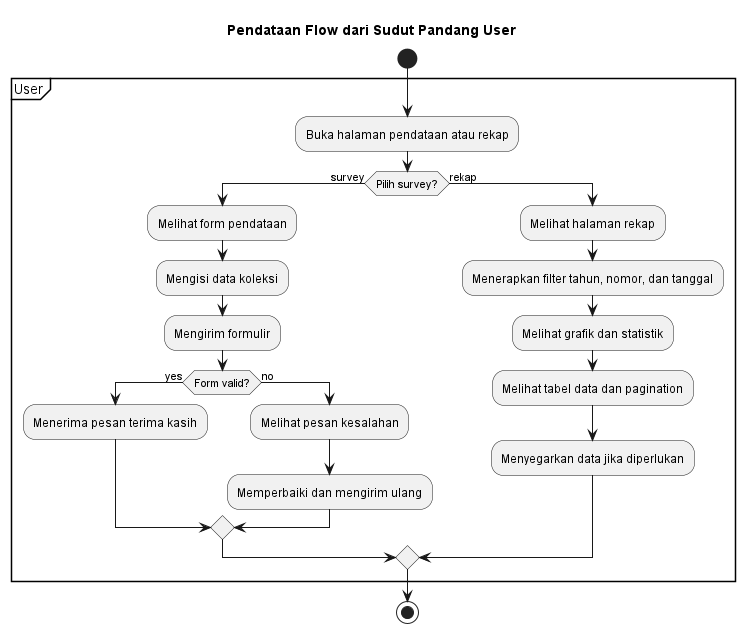 Pendataan Flow dari Sudut Pandang User
User
Buka halaman pendataan atau rekap
survey
Pilih survey?
rekap
Melihat form pendataan
Melihat halaman rekap
Mengisi data koleksi
Menerapkan filter tahun, nomor, dan tanggal
Mengirim formulir
Melihat grafik dan statistik
yes
Form valid?
no
Melihat tabel data dan pagination
Menerima pesan terima kasih
Melihat pesan kesalahan
Menyegarkan data jika diperlukan
Memperbaiki dan mengirim ulang